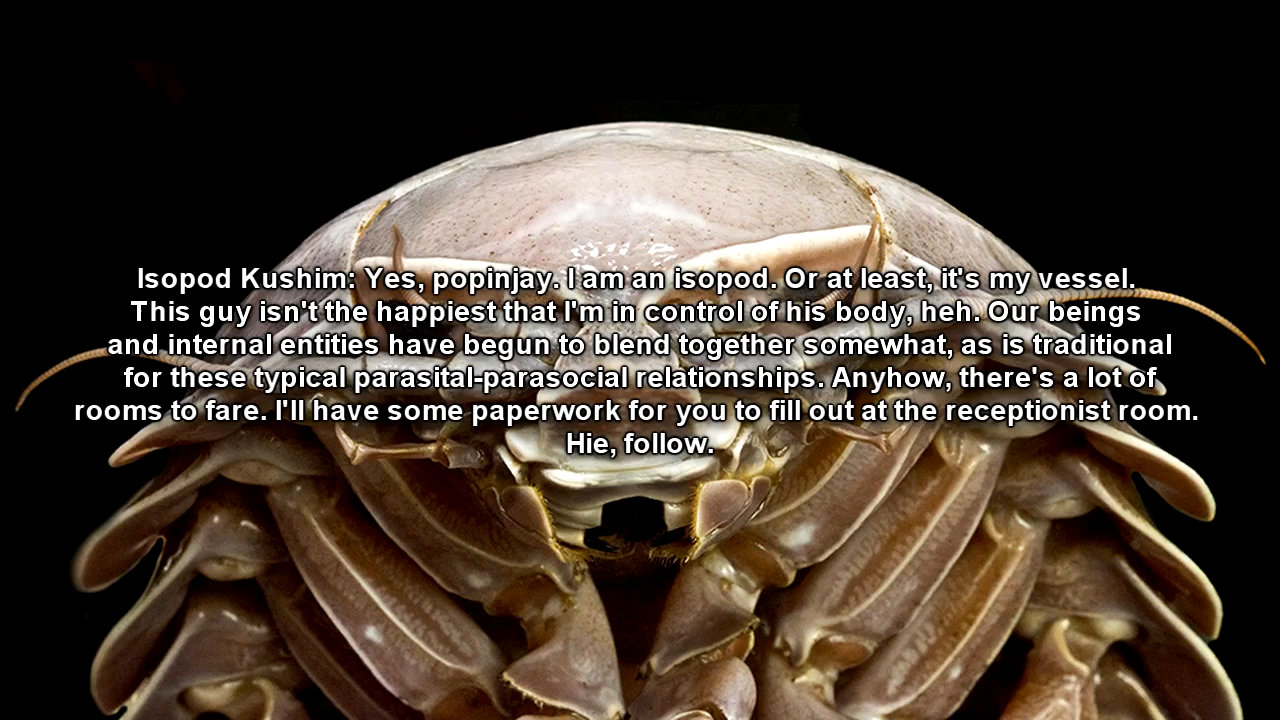 Isopod Kushim: Yes, popinjay. I am an isopod. Or at least, it's my vessel.
This guy isn't the happiest that I'm in control of his body, heh. Our beings
and internal entities have begun to blend together somewhat, as is traditional
for these typical parasital-parasocial relationships. Anyhow, there's a lot of
rooms to fare. I'll have some paperwork for you to fill out at the receptionist room.
Hie, follow.